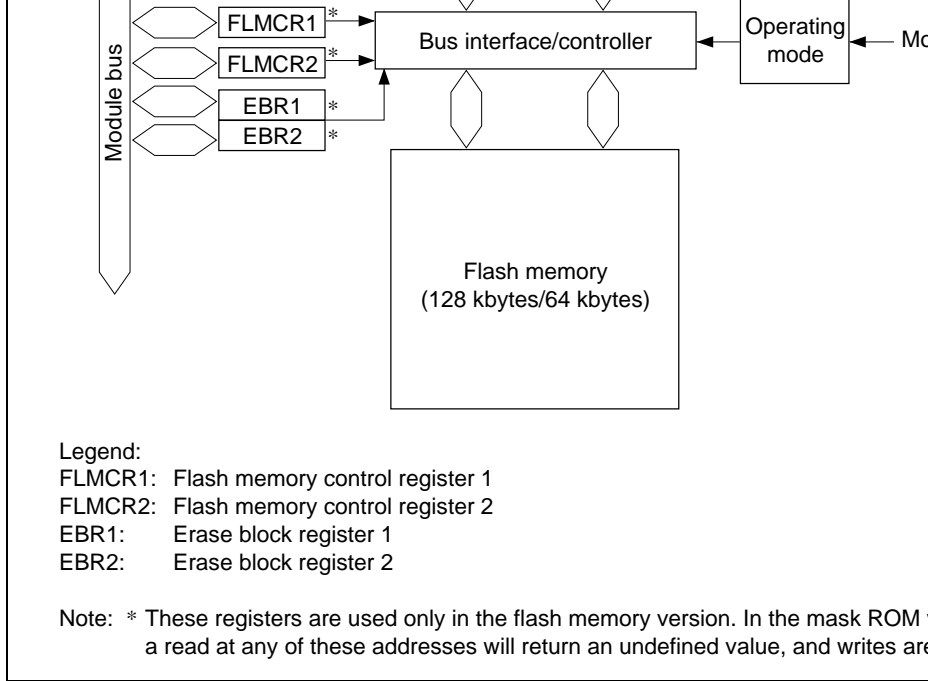 FLMCR1 *
FLMCR2 *
EBR1 *
EBR2 *
Module bus
Bus interface/controller
Operating
mode
Flash memory
(128 kbytes/64 kbytes)
Legend:
FLMCR1: Flash memory control register 1
FLMCR2: Flash memory control register 2
EBR1: Erase block register 1
EBR2: Erase block register 2
Note: * These registers are used only in the flash memory version. In the mask ROM
a read at any of these addresses will return an undefined value, and writes are